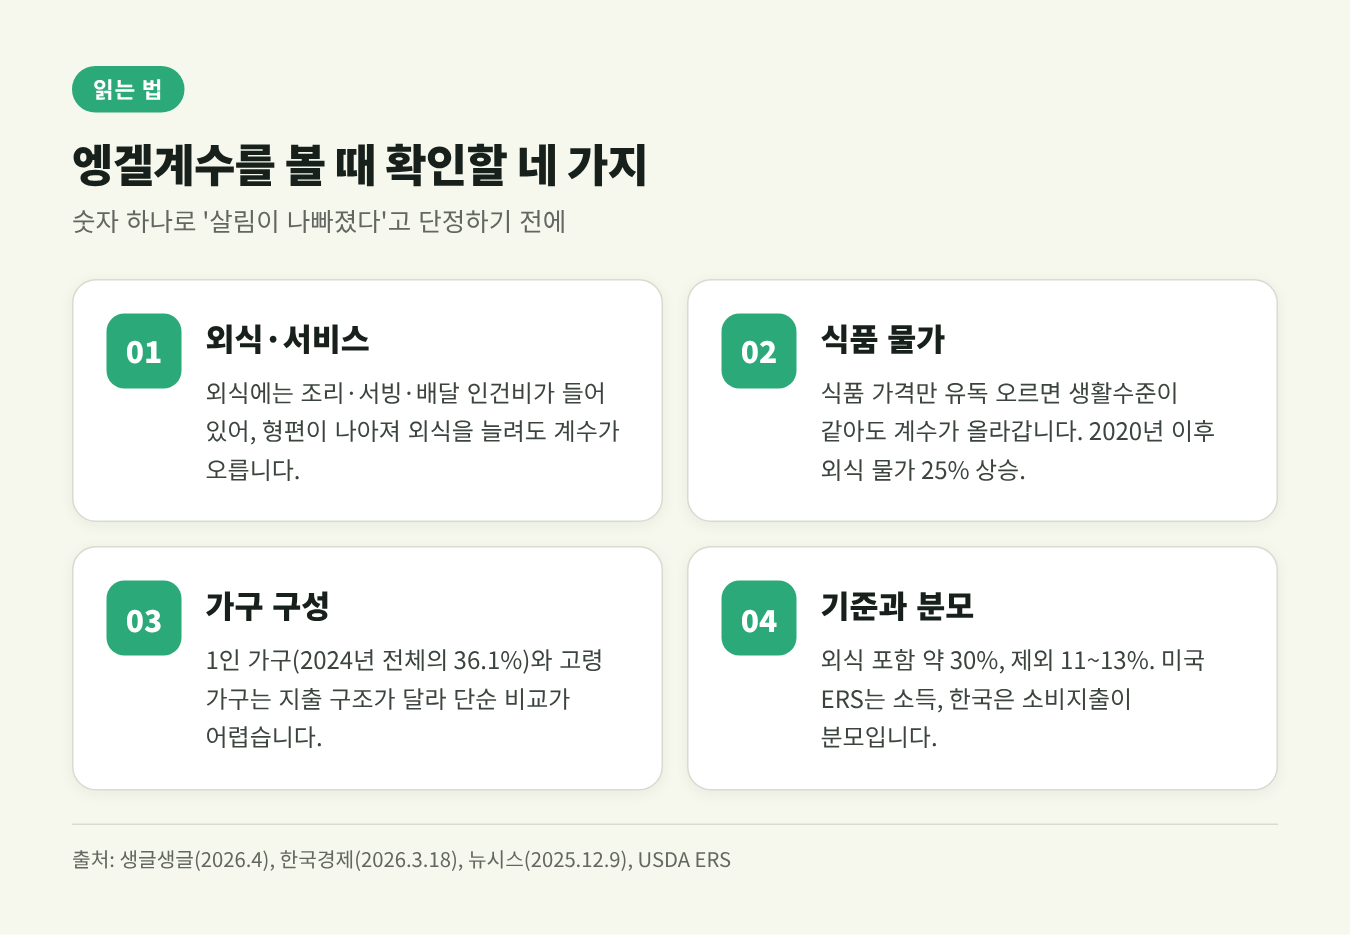 읽는 법
엥겔계수를 볼 때 확인할 네 가지
숫자 하나로 '살림이 나빠졌다'고 단정하기 전에
01
외식·서비스
외식에는 조리·서빙·배달 인건비가 들어
있어, 형편이 나아져 외식을 늘려도 계수가
오릅니다.
02
식품 물가
식품 가격만 유독 오르면 생활수준이
같아도 계수가 올라갑니다. 2020년 이후
외식 물가 25% 상승.
03
가구 구성
1인 가구(2024년 전체의 36.1%)와 고령
가구는 지출 구조가 달라 단순 비교가
어렵습니다.
04
기준과 분모
외식 포함 약 30%, 제외 11~13%. 미국
ERS는 소득, 한국은 소비지출이
분모입니다.
출처: 생글생글(2026.4), 한국경제(2026.3.18), 뉴시스(2025.12.9), USDA ERS